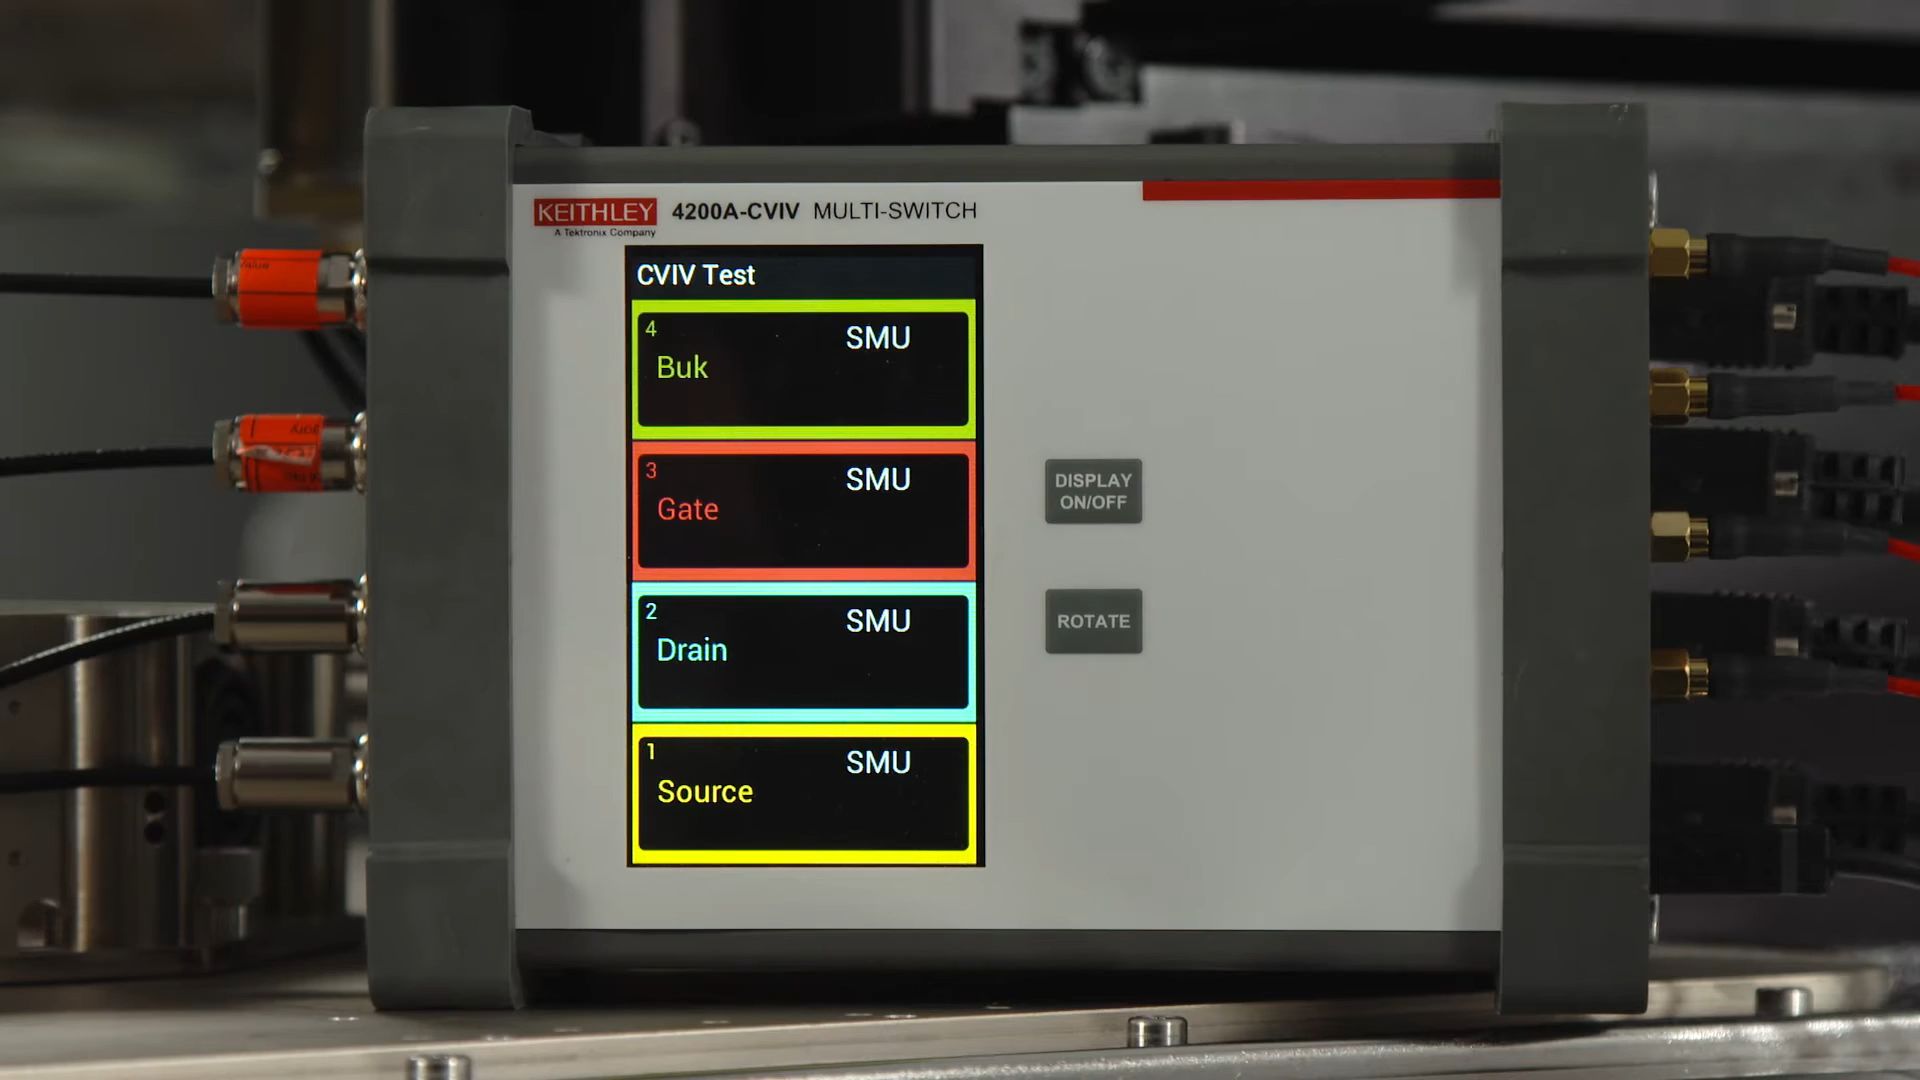 KEITHLEY 4200A-CVIV MULTI-SWITCH
A Tektronix Company
CVIV Test
4 SMU
Buk
3 SMU
Gate
2 SMU
Drain
1 SMU
Source
DISPLAY
ON/OFF
ROTATE